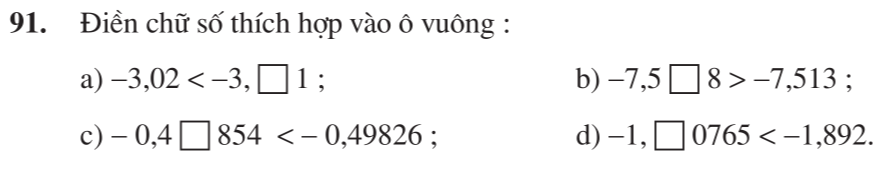 91. Điền chữ số thích hợp vào ô vuông :
a) –3,02 < –3, □ 1 ; b) –7,5 □ 8 > –7,513 ;
c) – 0,4 □ 854 < – 0,49826 ; d) –1, □ 0765 < –1,892.